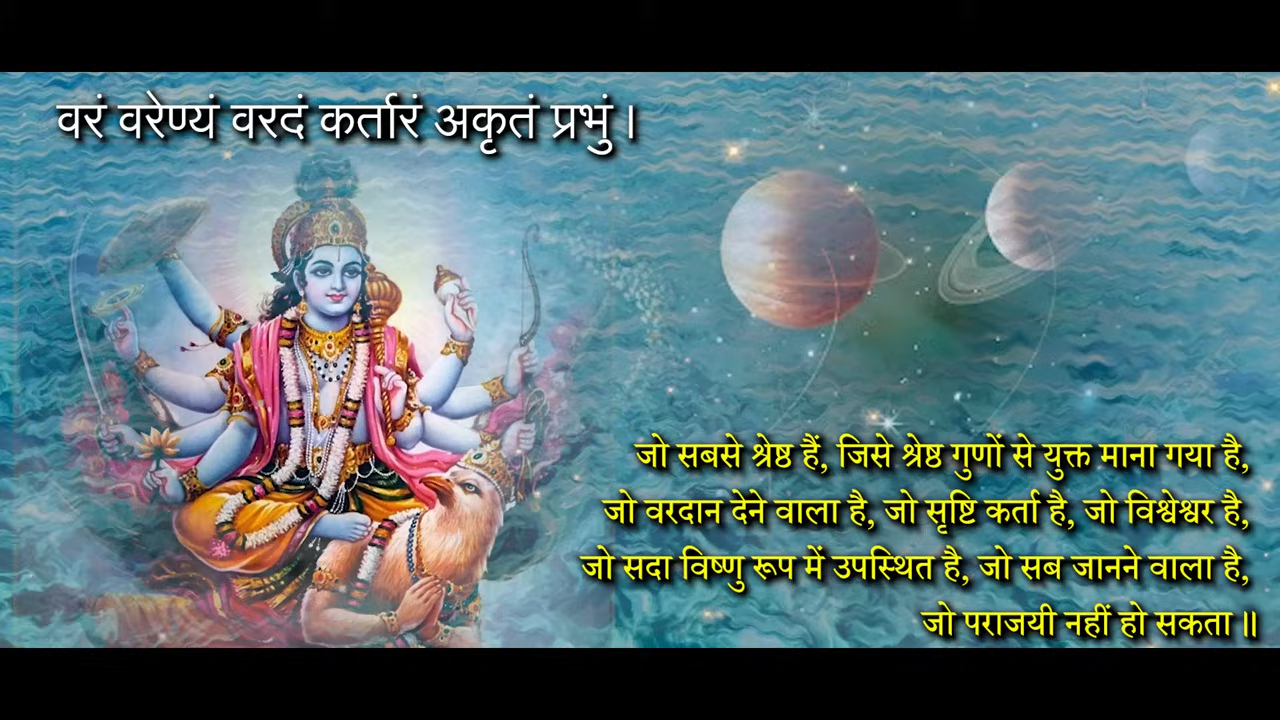 वरं वरेण्यं वरदं कर्तारं अकृतं प्रभुं।
जो सबसे श्रेष्ठ हैं, जिसे श्रेष्ठ गुणों से युक्त माना गया है,
जो वरदान देने वाला है, जो सृष्टि कर्ता है, जो विश्वेश्वर है,
जो सदा विष्णु रूप में उपस्थित है, जो सब जानने वाला है,
जो पराजयी नहीं हो सकता॥